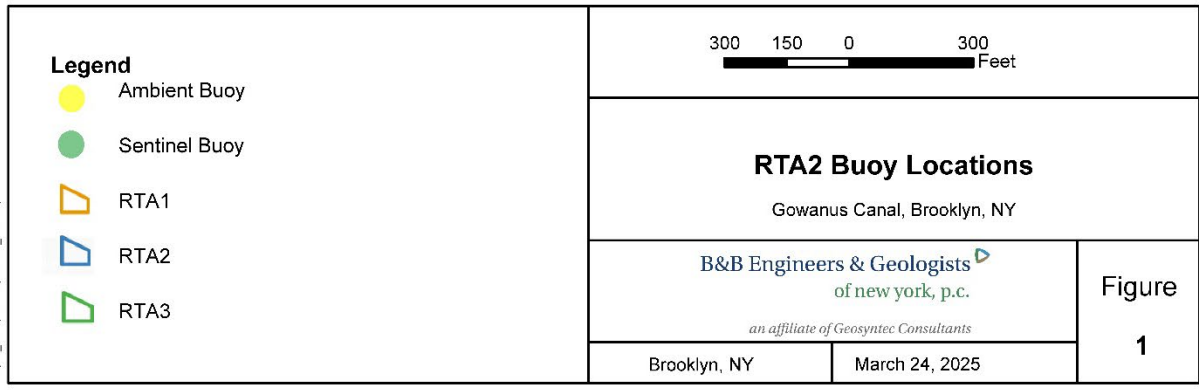 Legend
Ambient Buoy
Sentinel Buoy
RTA1
RTA2
RTA3
300 150 0 300
Feet
RTA2 Buoy Locations
Gowanus Canal, Brooklyn, NY
B&B Engineers & Geologists
of new york, p.c.
an affiliate of Geosyntec Consultants
Brooklyn, NY
March 24, 2025
Figure
1